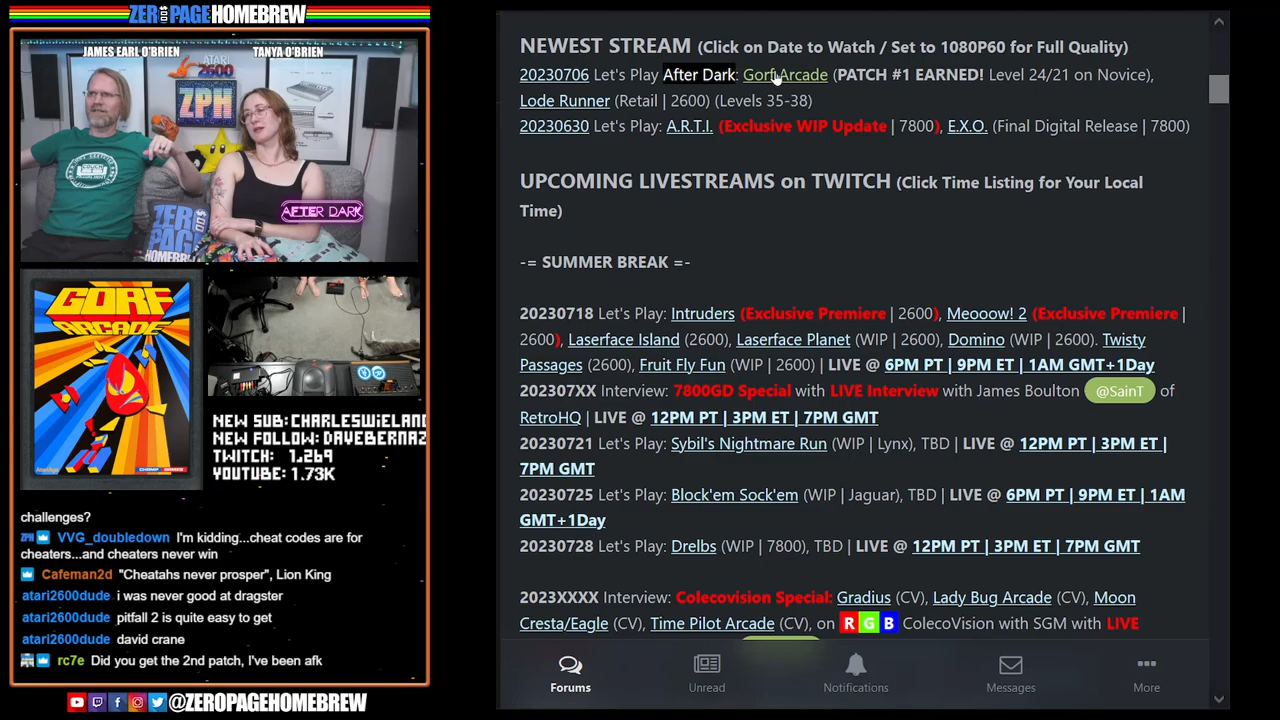 ZER PAGE HOMEBREW
JAMES EARL O'BRIEN
TANYA O'BRIEN
ATARI
2600
ZPH
AFTER DARK
ZERO
PAGE
HOMEBREW
GORF
ARCADE
NEW SUB:CHARLESWIELAND
NEW FOLLOW:DAVEBERNAZ
TWITCH: 1,269
YOUTUBE: 1.73K
challenges?
VVG_doubledown I'm kidding...cheat codes are for
cheaters...and cheaters never win
Cafeman2d "Cheatahs never prosper", Lion King
atari2600dude i was never good at dragster
atari2600dude pitfall 2 is quite easy to get
atari2600dude david crane
rc7e Did you get the 2nd patch, I've been afk
@ZEROPAGEHOMEBREW
NEWEST STREAM (Click on Date to Watch / Set to 1080P60 for Full Quality)
20230706 Let's Play After Dark: Gorf Arcade (PATCH #1 EARNED! Level 24/21 on Novice),
Lode Runner (Retail | 2600) (Levels 35-38)
20230630 Let's Play: A.R.T.I. (Exclusive WIP Update | 7800), E.X.O. (Final Digital Release | 7800)
UPCOMING LIVESTREAMS on TWITCH (Click Time Listing for Your Local
Time)
-= SUMMER BREAK =-
20230718 Let's Play: Intruders (Exclusive Premiere | 2600), Meooow! 2 (Exclusive Premiere |
2600), Laserface Island (2600), Laserface Planet (WIP | 2600), Domino (WIP | 2600). Twisty
Passages (2600), Fruit Fly Fun (WIP | 2600) | LIVE @ 6PM PT | 9PM ET | 1AM GMT+1Day
202307XX Interview: 7800GD Special with LIVE Interview with James Boulton @SainT of
RetroHQ | LIVE @ 12PM PT | 3PM ET | 7PM GMT
20230721 Let's Play: Sybil's Nightmare Run (WIP | Lynx), TBD | LIVE @ 12PM PT | 3PM ET |
7PM GMT
20230725 Let's Play: Block'em Sock'em (WIP | Jaguar), TBD | LIVE @ 6PM PT | 9PM ET | 1AM
GMT+1Day
20230728 Let's Play: Drelbs (WIP | 7800), TBD | LIVE @ 12PM PT | 3PM ET | 7PM GMT
2023XXXX Interview: Colecovision Special: Gradius (CV), Lady Bug Arcade (CV), Moon
Cresta/Eagle (CV), Time Pilot Arcade (CV), on R G B ColecoVision with SGM with LIVE
Forums
Unread
Notifications
Messages
More